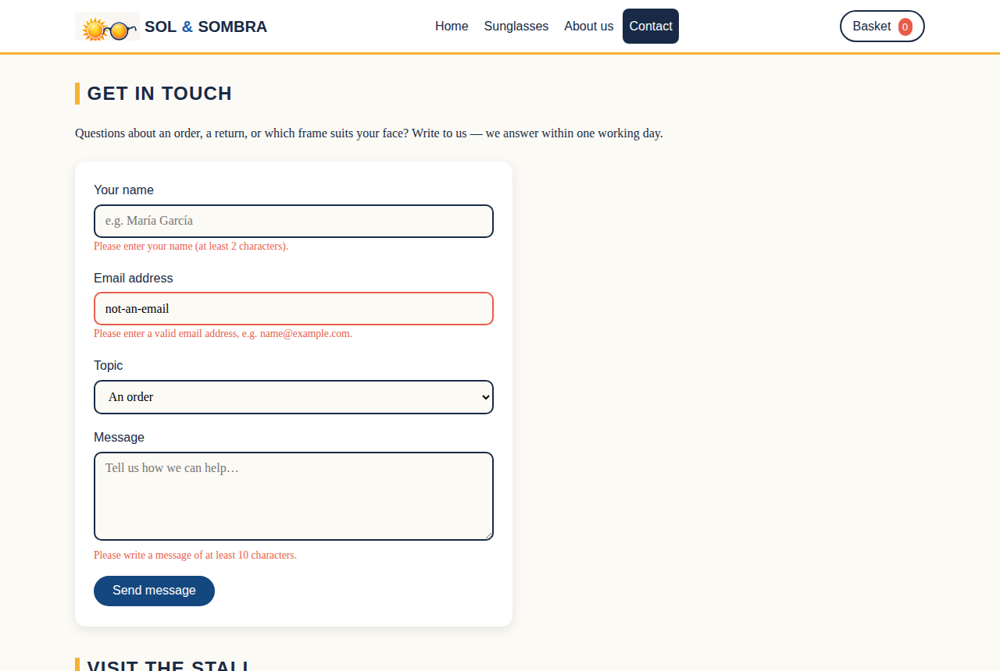 SOL & SOMBRA
Home
Sunglasses
About us
Contact
Basket 0
GET IN TOUCH
Questions about an order, a return, or which frame suits your face? Write to us — we answer within one working day.
Your name
e.g. María García
Please enter your name (at least 2 characters).
Email address
not-an-email
Please enter a valid email address, e.g. name@example.com.
Topic
An order
Message
Tell us how we can help…
Please write a message of at least 10 characters.
Send message
VISIT THE STALL